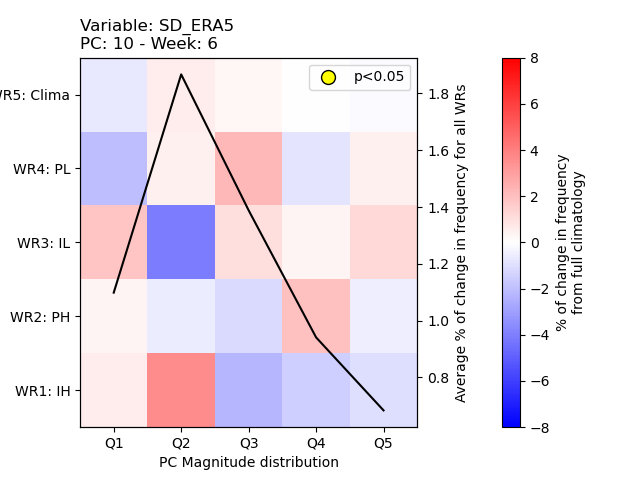 Variable: SD_ERA5
PC: 10 - Week: 6
p<0.05
WR5: Clima
WR4: PL
WR3: IL
WR2: PH
WR1: IH
Q1 Q2 Q3 Q4 Q5
PC Magnitude distribution
1.8
1.6
1.4
1.2
1.0
0.8
Average % of change in frequency for all WRs
8
6
4
2
0
−2
−4
−6
−8
% of change in frequency
from full climatology